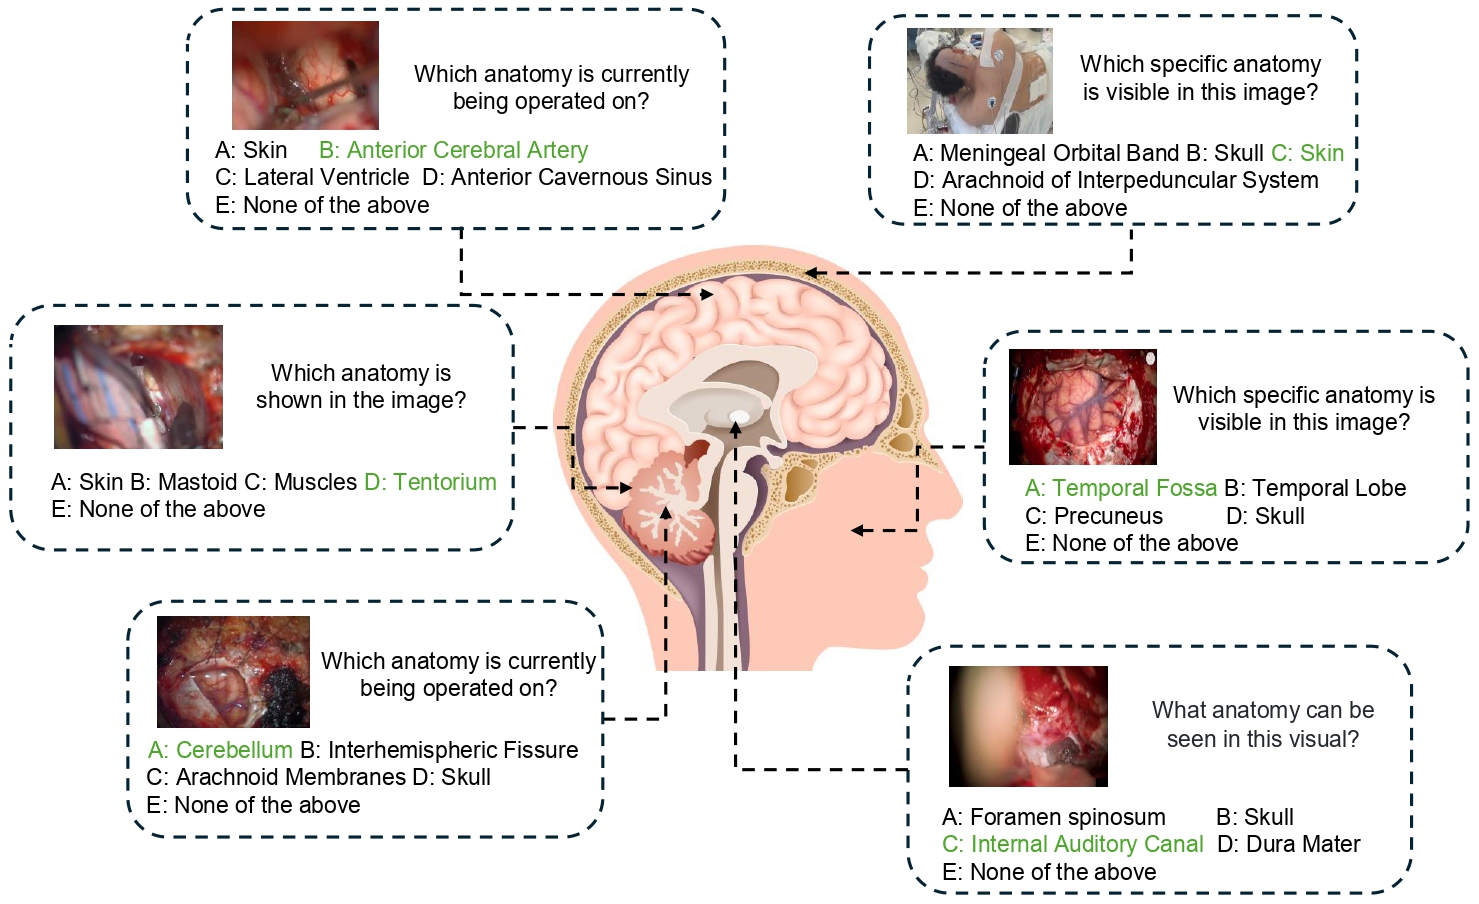 Which anatomy is currently
being operated on?
A: Skin B: Anterior Cerebral Artery
C: Lateral Ventricle D: Anterior Cavernous Sinus
E: None of the above
Which specific anatomy
is visible in this image?
A: Meningeal Orbital Band B: Skull C: Skin
D: Arachnoid of Interpeduncular System
E: None of the above
Which anatomy is
shown in the image?
A: Skin B: Mastoid C: Muscles D: Tentorium
E: None of the above
Which specific anatomy is
visible in this image?
A: Temporal Fossa B: Temporal Lobe
C: Precuneus D: Skull
E: None of the above
Which anatomy is currently
being operated on?
A: Cerebellum B: Interhemispheric Fissure
C: Arachnoid Membranes D: Skull
E: None of the above
What anatomy can be
seen in this visual?
A: Foramen spinosum B: Skull
C: Internal Auditory Canal D: Dura Mater
E: None of the above